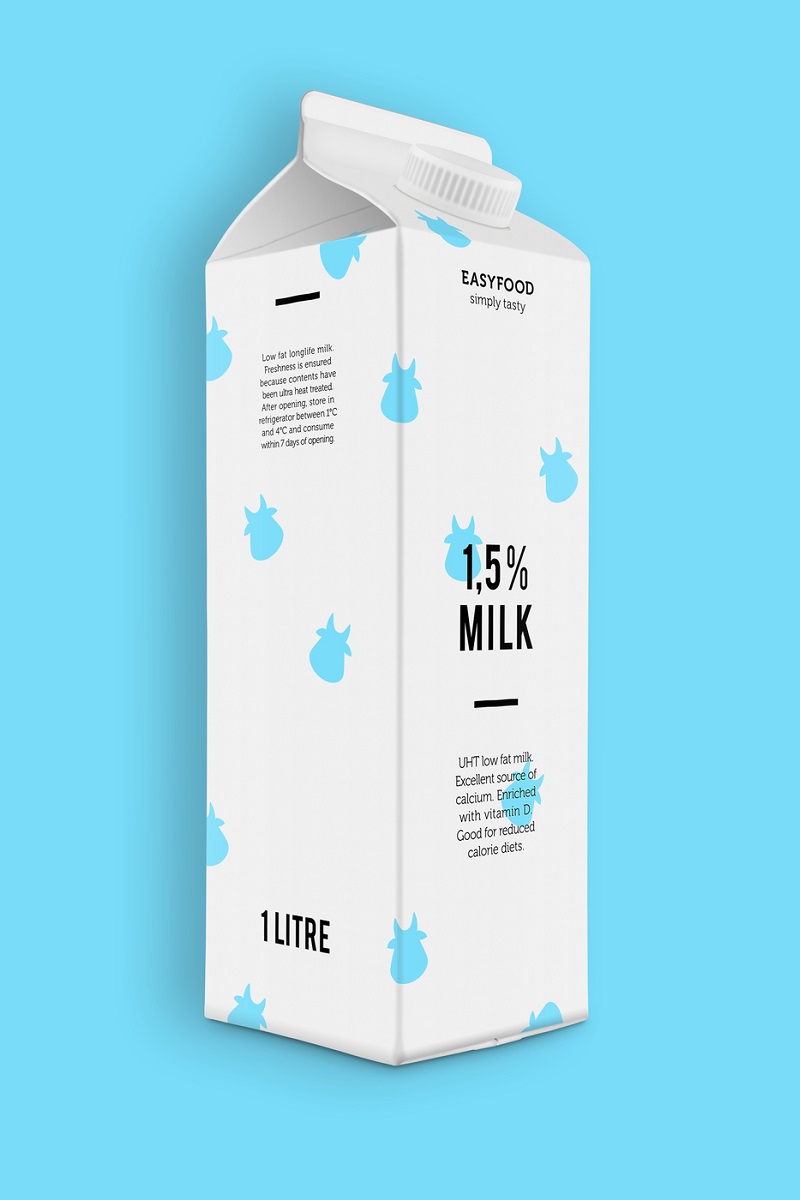 EASYFOOD
simply tasty
1,5%
MILK
UHT low fat milk.
Excellent source of
calcium. Enriched
with vitamin D.
Good for reduced
calorie diets.
Low fat longlife milk.
Freshness is ensured
because contents have
been ultra heat treated.
After opening, store in
refrigerator between 1°C
and 4°C and consume
within 7 days of opening.
1 LITRE